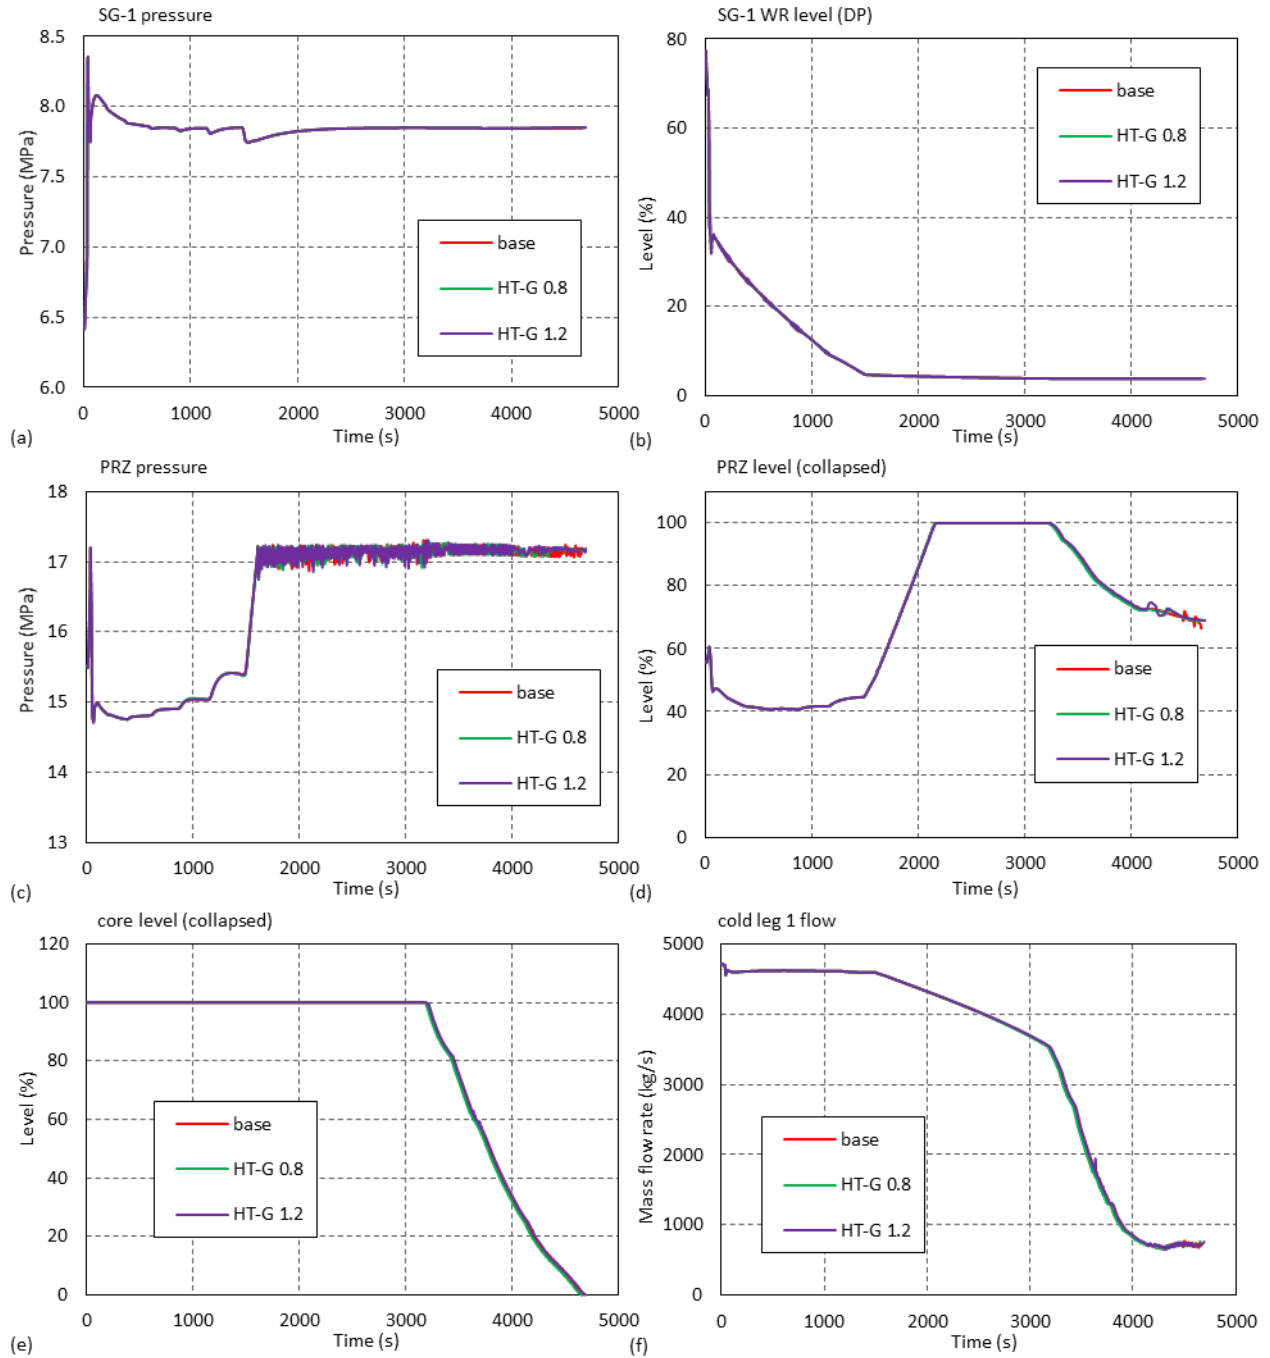 SG-1 pressure
8.5
8.0
7.5
7.0
6.5
6.0
Pressure (MPa)
base
HT-G 0.8
HT-G 1.2
0 1000 2000 3000 4000 5000
Time (s)
(a)
SG-1 WR level (DP)
80
60
40
20
0
Level (%)
base
HT-G 0.8
HT-G 1.2
0 1000 2000 3000 4000 5000
Time (s)
(b)
PRZ pressure
18
17
16
15
14
13
Pressure (MPa)
base
HT-G 0.8
HT-G 1.2
0 1000 2000 3000 4000 5000
Time (s)
(c)
PRZ level (collapsed)
100
80
60
40
20
0
Level (%)
base
HT-G 0.8
HT-G 1.2
0 1000 2000 3000 4000 5000
Time (s)
(d)
core level (collapsed)
120
100
80
60
40
20
0
Level (%)
base
HT-G 0.8
HT-G 1.2
0 1000 2000 3000 4000 5000
Time (s)
(e)
cold leg 1 flow
5000
4000
3000
2000
1000
0
Mass flow rate (kg/s)
base
HT-G 0.8
HT-G 1.2
0 1000 2000 3000 4000 5000
Time (s)
(f)